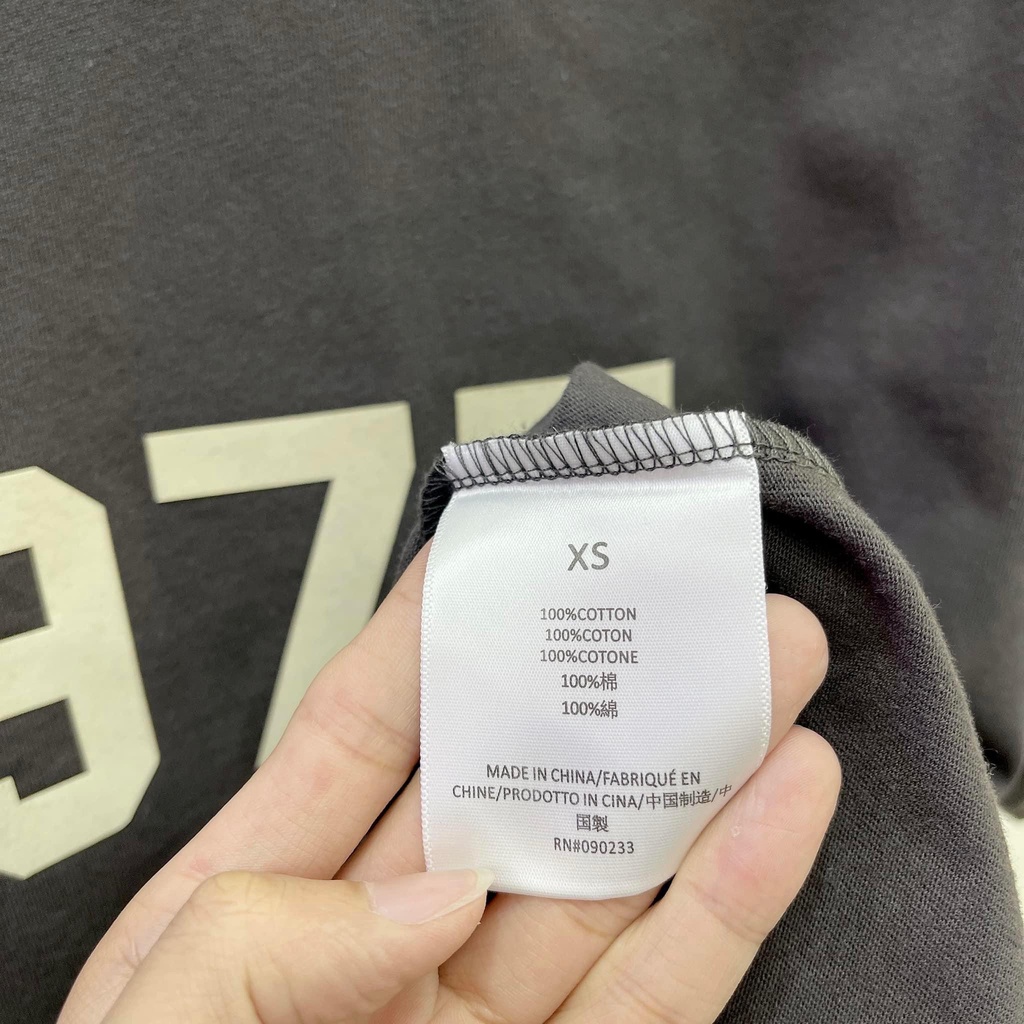 97
XS
100%COTTON
100%COTON
100%COTONE
100%棉
100%綿
MADE IN CHINA/FABRIQUÉ EN
CHINE/PRODOTTO IN CINA/中国制造/中
国製
RN#090233